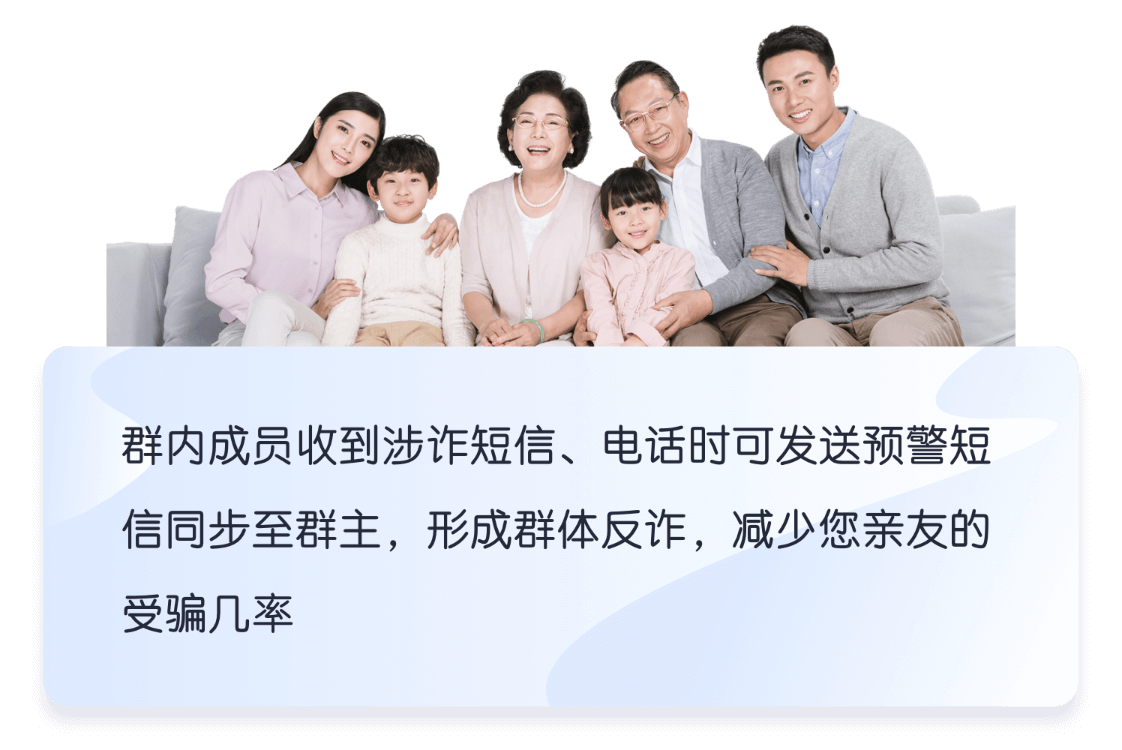 群内成员收到涉诈短信、电话时可发送预警短
信同步至群主，形成群体反诈，减少您亲友的
受骗几率